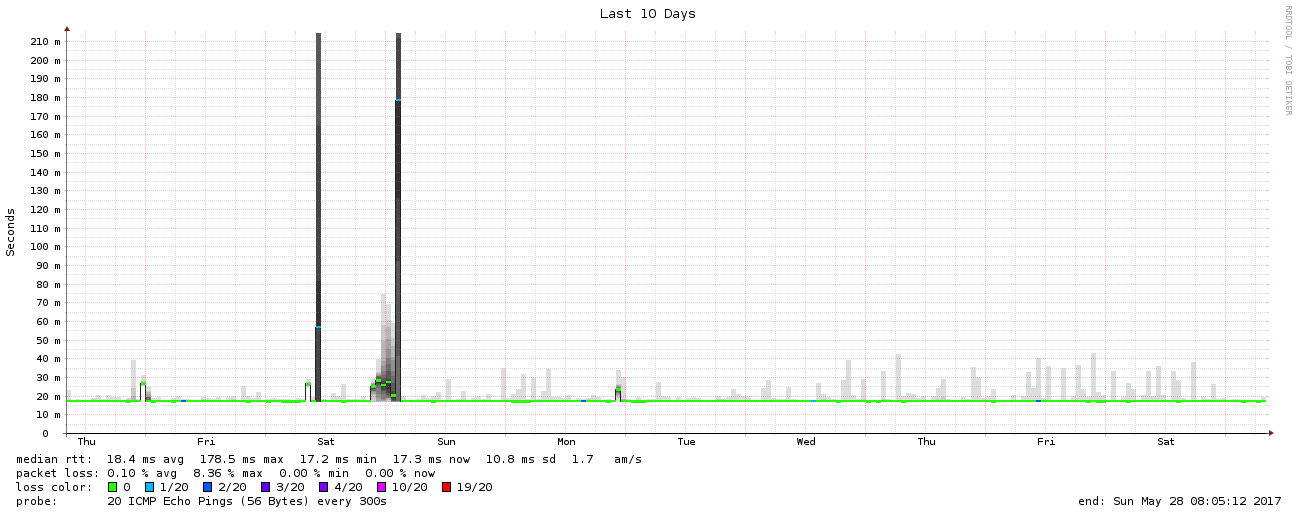 Last 10 Days
RRDTOOL / TOBI OETIKER
Seconds
210 m
200 m
190 m
180 m
170 m
160 m
150 m
140 m
130 m
120 m
110 m
100 m
90 m
80 m
70 m
60 m
50 m
40 m
30 m
20 m
10 m
0
Thu Fri Sat Sun Mon Tue Wed Thu Fri Sat
median rtt: 18.4 ms avg 178.5 ms max 17.2 ms min 17.3 ms now 10.8 ms sd 1.7 am/s
packet loss: 0.10 % avg 8.36 % max 0.00 % min 0.00 % now
loss color: 0 1/20 2/20 3/20 4/20 10/20 19/20
probe: 20 ICMP Echo Pings (56 Bytes) every 300s end: Sun May 28 08:05:12 2017